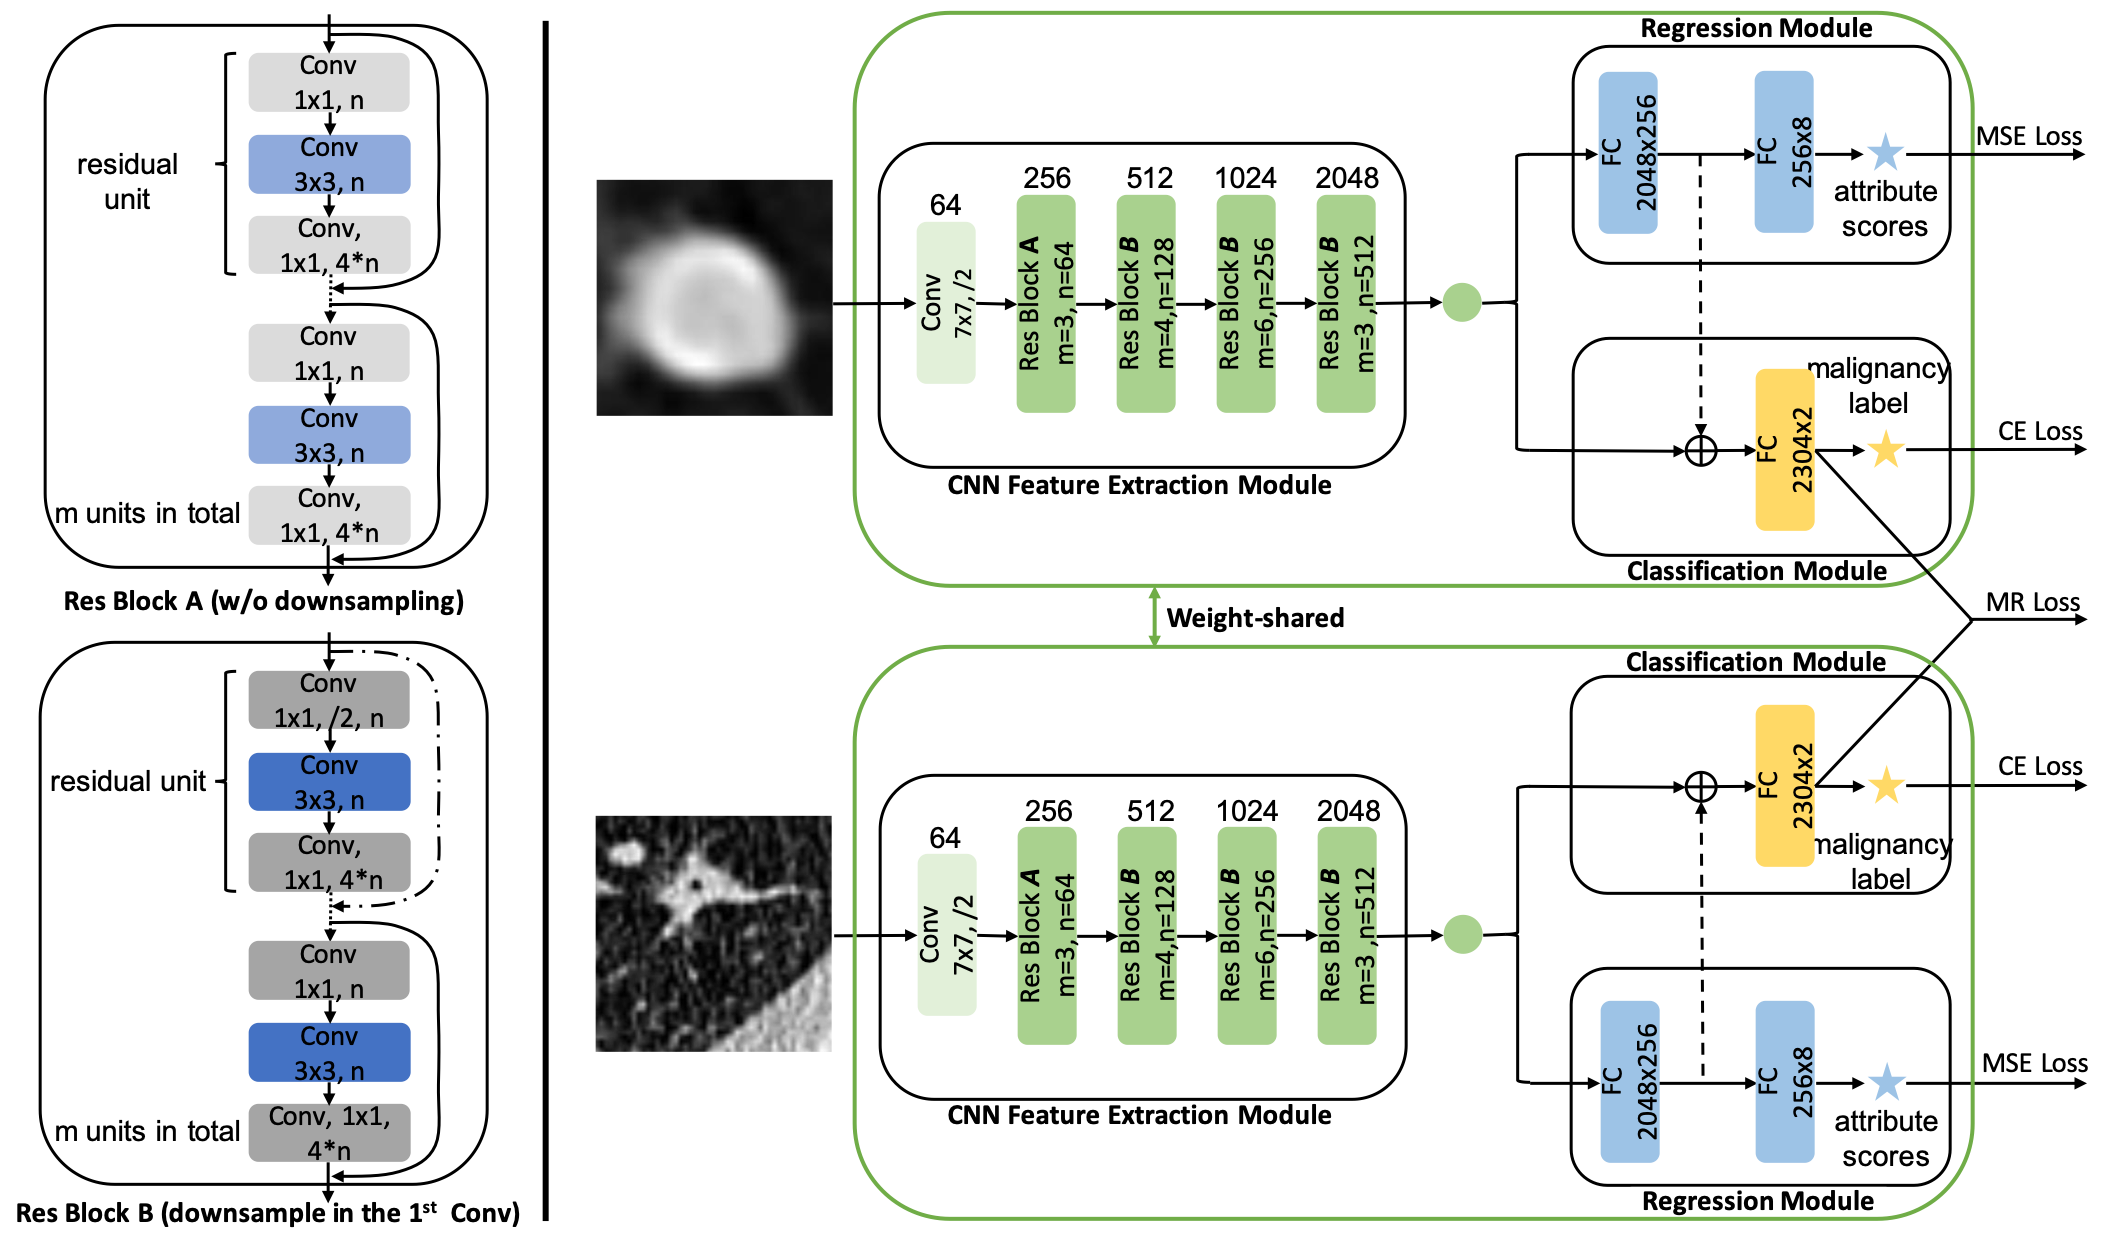 Conv
1x1, n
Conv
3x3, n
Conv,
1x1, 4*n
residual
unit
Conv
1x1, n
Conv
3x3, n
Conv,
1x1, 4*n
m units in total
Res Block A (w/o downsampling)
Conv
1x1, /2, n
Conv
3x3, n
Conv,
1x1, 4*n
residual unit
Conv
1x1, n
Conv
3x3, n
Conv, 1x1,
4*n
m units in total
Res Block B (downsample in the 1st Conv)
64
Conv
7x7, /2
256
Res Block A
m=3, n=64
512
Res Block B
m=4,n=128
1024
Res Block B
m=6,n=256
2048
Res Block B
m=3 ,n=512
CNN Feature Extraction Module
Regression Module
FC
2048x256
FC
256x8
attribute
scores
MSE Loss
FC
2304x2
malignancy
label
CE Loss
Classification Module
Weight-shared
MR Loss
64
Conv
7x7, /2
256
Res Block A
m=3, n=64
512
Res Block B
m=4,n=128
1024
Res Block B
m=6,n=256
2048
Res Block B
m=3 ,n=512
CNN Feature Extraction Module
Classification Module
FC
2304x2
malignancy
label
CE Loss
FC
2048x256
FC
256x8
attribute
scores
MSE Loss
Regression Module